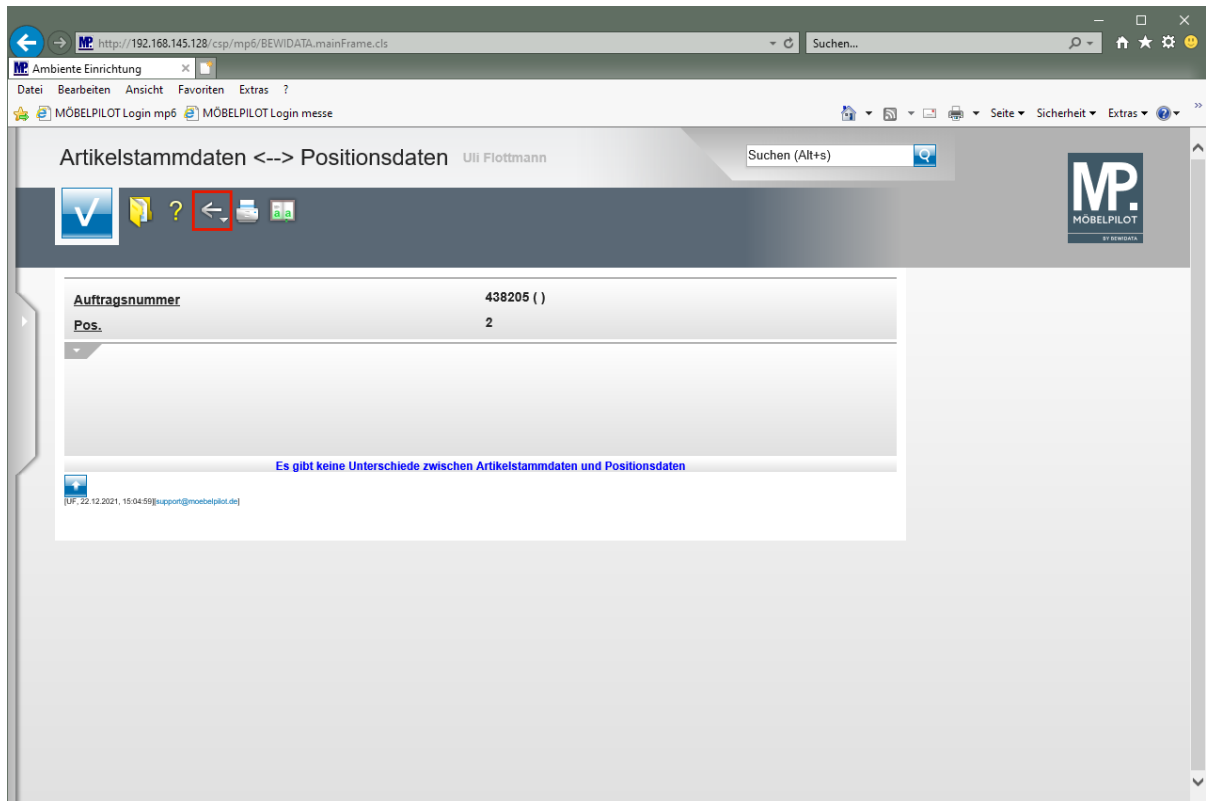 http://192.168.145.128/csp/mp6/BEWIDATA.mainFrame.cls
Suchen...
MP. Ambiente Einrichtung
Datei Bearbeiten Ansicht Favoriten Extras ?
MÖBELPILOT Login mp6 MÖBELPILOT Login messe
Seite Sicherheit Extras
Artikelstammdaten <--> Positionsdaten Uli Flottmann
Suchen (Alt+s)
MP.
MÖBELPILOT
BY BEWIDATA
Auftragsnummer 438205 ( )
Pos. 2
Es gibt keine Unterschiede zwischen Artikelstammdaten und Positionsdaten
[UF, 22.12.2021, 15:04:59][support@moebelpilot.de]